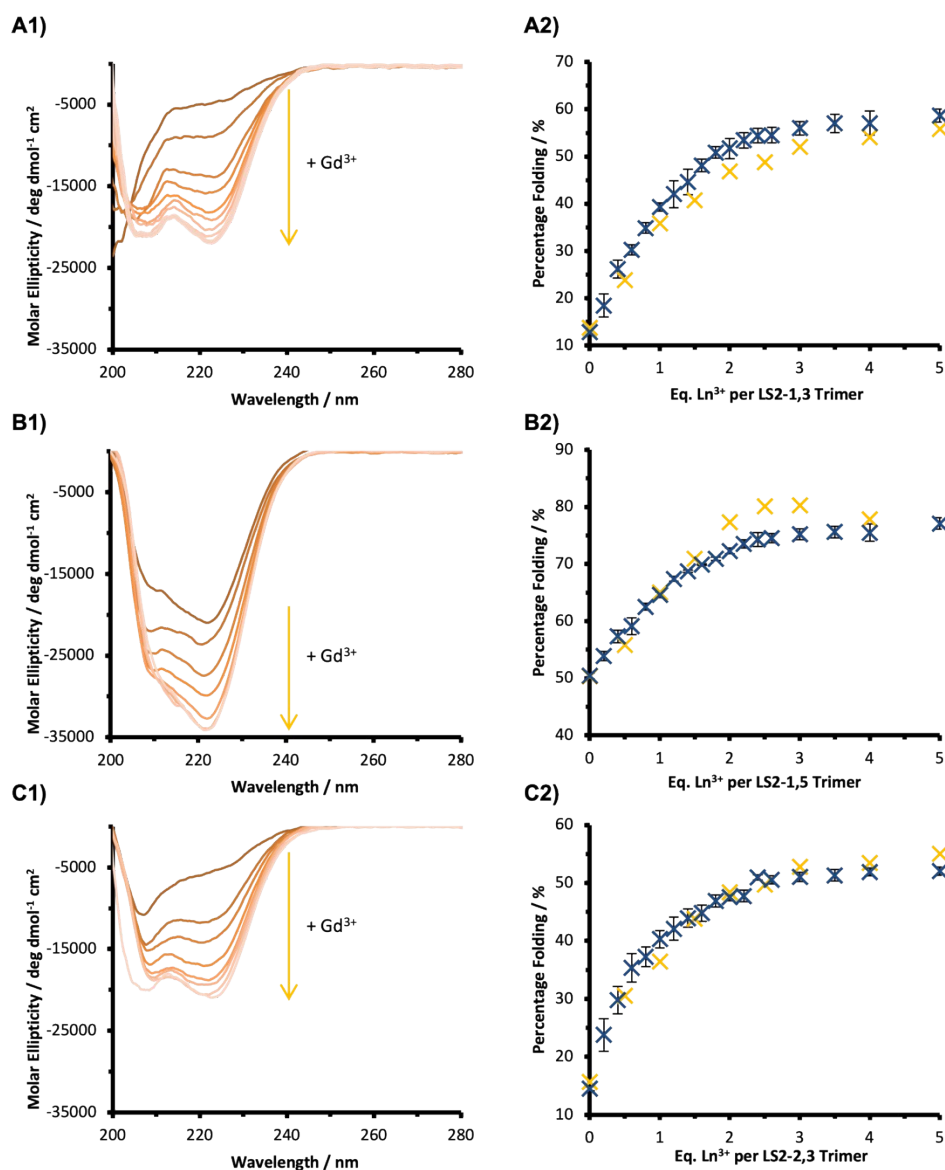 A1)
A2)
-5000
-15000
-25000
-35000
200 220 240 260 280
Molar Ellipticity / deg dmol⁻¹ cm²
Wavelength / nm
+ Gd³⁺
70
60
50
40
30
20
10
0 1 2 3 4 5
Percentage Folding / %
Eq. Ln³⁺ per LS2-1,3 Trimer
B1)
B2)
-5000
-15000
-25000
-35000
200 220 240 260 280
Molar Ellipticity / deg dmol⁻¹ cm²
Wavelength / nm
+ Gd³⁺
90
80
70
60
50
40
0 1 2 3 4 5
Percentage Folding / %
Eq. Ln³⁺ per LS2-1,5 Trimer
C1)
C2)
-5000
-15000
-25000
-35000
200 220 240 260 280
Molar Ellipticity / deg dmol⁻¹ cm²
Wavelength / nm
+ Gd³⁺
60
50
40
30
20
10
0 1 2 3 4 5
Percentage Folding / %
Eq. Ln³⁺ per LS2-2,3 Trimer